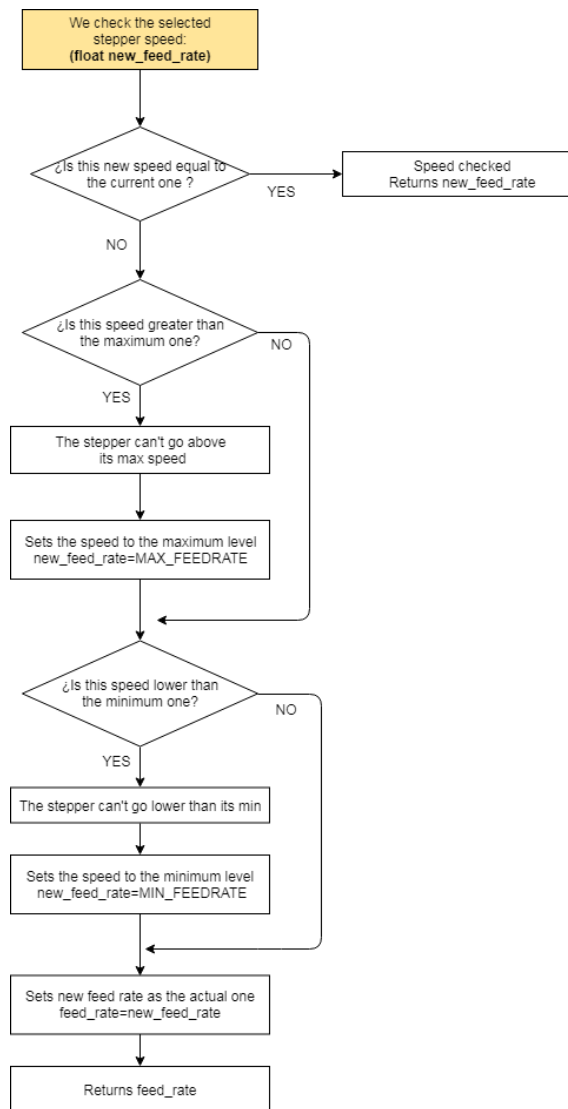 We check the selected
stepper speed:
(float new_feed_rate)
¿Is this new speed equal to
the current one ?
YES
Speed checked
Returns new_feed_rate
NO
¿Is this speed greater than
the maximum one?
NO
YES
The stepper can't go above
its max speed
Sets the speed to the maximum level
new_feed_rate=MAX_FEEDRATE
¿Is this speed lower than
the minimum one?
NO
YES
The stepper can't go lower than its min
Sets the speed to the minimum level
new_feed_rate=MIN_FEEDRATE
Sets new feed rate as the actual one
feed_rate=new_feed_rate
Returns feed_rate